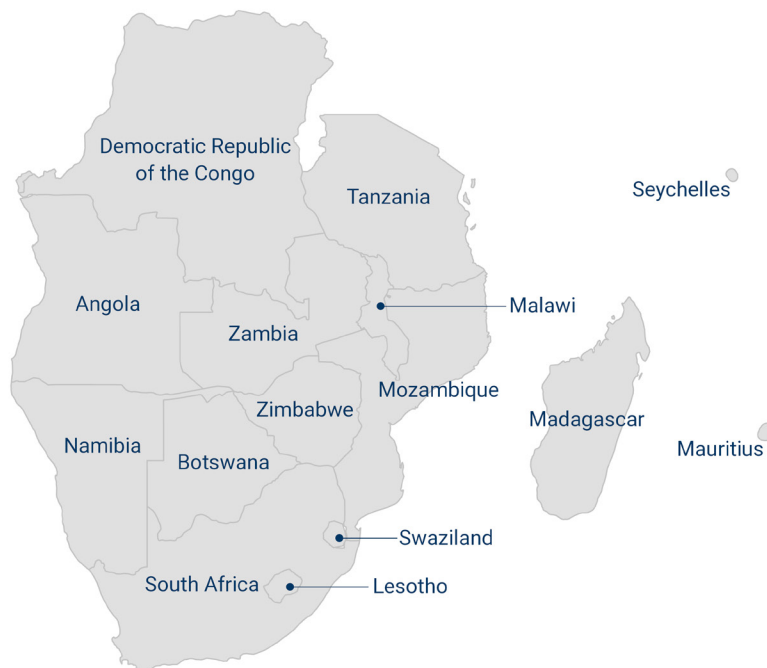 Democratic Republic
of the Congo
Tanzania
Seychelles
Angola
Malawi
Zambia
Mozambique
Zimbabwe
Madagascar
Namibia
Botswana
Mauritius
Swaziland
South Africa
Lesotho